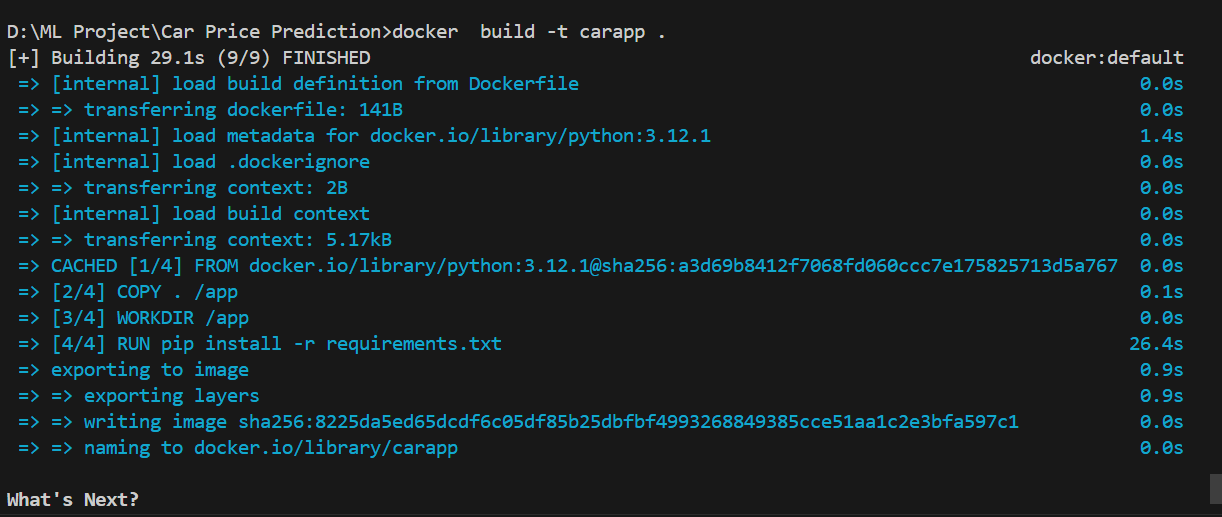 D:\ML Project\Car Price Prediction>docker  build -t carapp .
[+] Building 29.1s (9/9) FINISHED docker:default
=> [internal] load build definition from Dockerfile 0.0s
=> => transferring dockerfile: 141B 0.0s
=> [internal] load metadata for docker.io/library/python:3.12.1 1.4s
=> [internal] load .dockerignore 0.0s
=> => transferring context: 2B 0.0s
=> [internal] load build context 0.0s
=> => transferring context: 5.17kB 0.0s
=> CACHED [1/4] FROM docker.io/library/python:3.12.1@sha256:a3d69b8412f7068fd060ccc7e175825713d5a767 0.0s
=> [2/4] COPY . /app 0.1s
=> [3/4] WORKDIR /app 0.0s
=> [4/4] RUN pip install -r requirements.txt 26.4s
=> exporting to image 0.9s
=> => exporting layers 0.9s
=> => writing image sha256:8225da5ed65dcdf6c05df85b25dbfbf4993268849385cce51aa1c2e3bfa597c1 0.0s
=> => naming to docker.io/library/carapp 0.0s
What's Next?